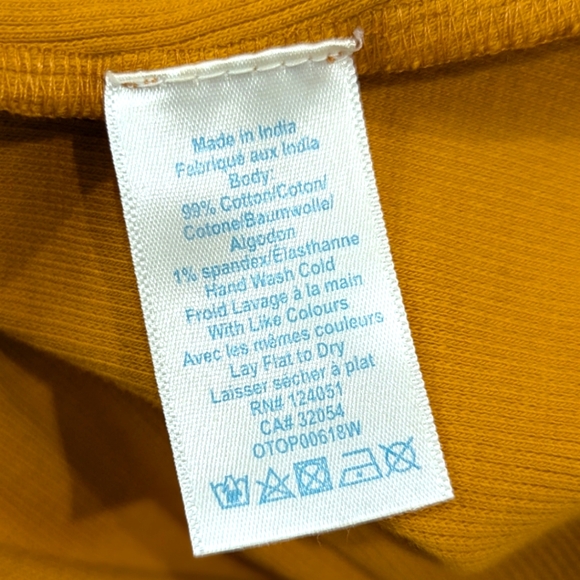 Made in India
Fabriqué aux India
Body:
99% Cotton/Coton/
Cotone/Baumwolle/
Algodon
1% spandex/Élasthanne
Hand Wash Cold
Froid Lavage à la main
With Like Colours
Avec les mêmes couleurs
Lay Flat to Dry
Laisser sécher à plat
RN# 124051
CA# 32054
OTOP00618W